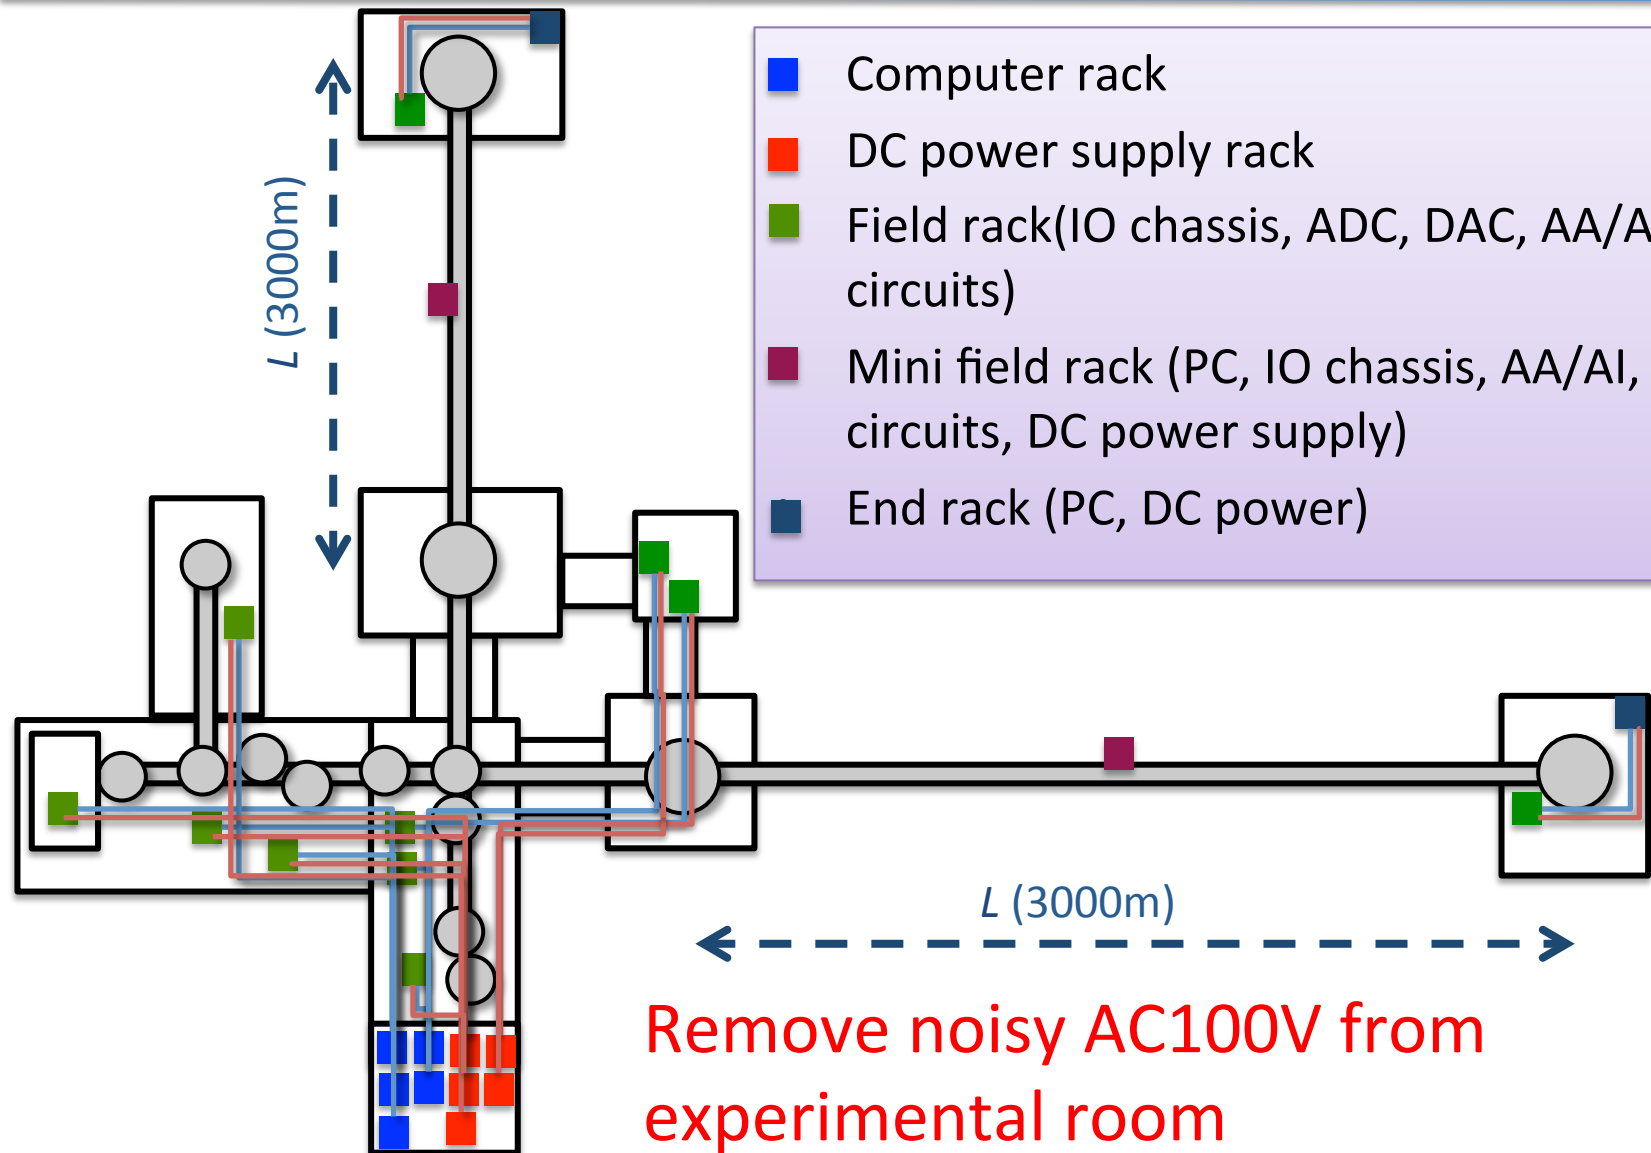 Computer rack
DC power supply rack
Field rack(IO chassis, ADC, DAC, AA/A
circuits)
Mini field rack (PC, IO chassis, AA/AI,
circuits, DC power supply)
End rack (PC, DC power)
L (3000m)
L (3000m)
Remove noisy AC100V from
experimental room